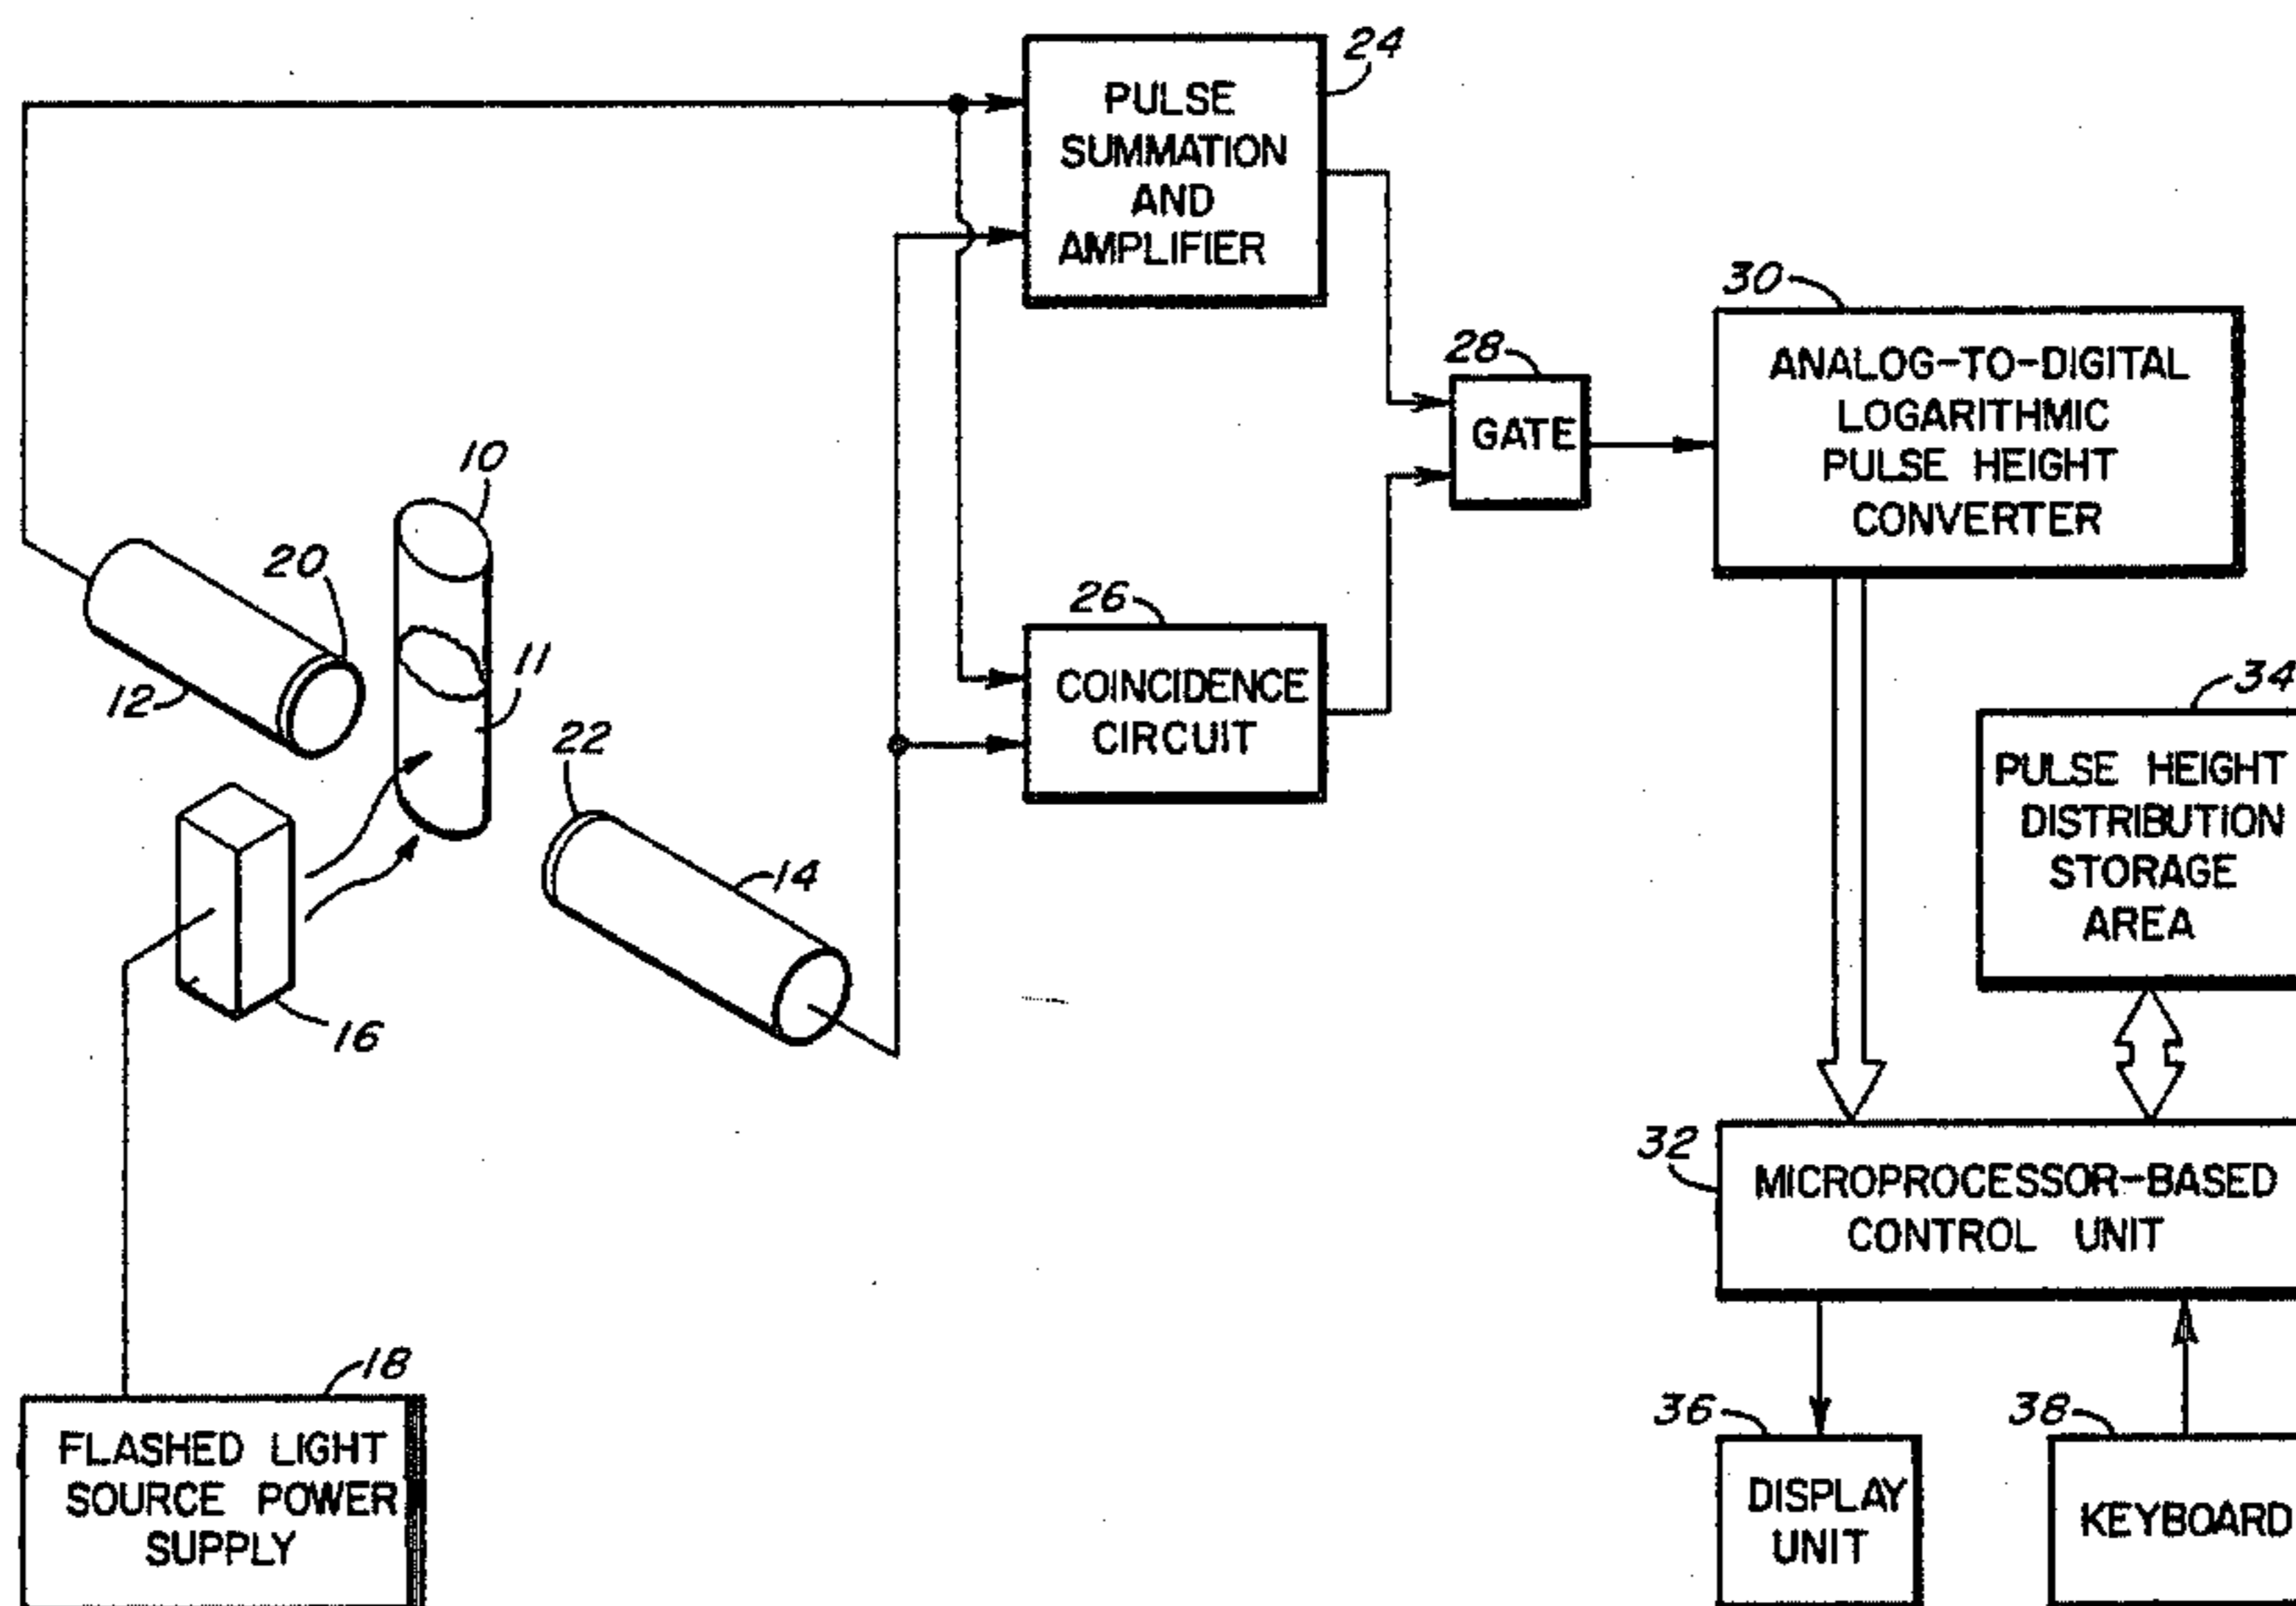 24
PULSE
SUMMATION
AND
AMPLIFIER
30
ANALOG-TO-DIGITAL
LOGARITHMIC
PULSE HEIGHT
CONVERTER
28
GATE
10
20
11
12
26
COINCIDENCE
CIRCUIT
22
14
16
34
PULSE HEIGHT
DISTRIBUTION
STORAGE
AREA
32
MICROPROCESSOR-BASED
CONTROL UNIT
18
FLASHED LIGHT
SOURCE POWER
SUPPLY
36
DISPLAY
UNIT
38
KEYBOARD